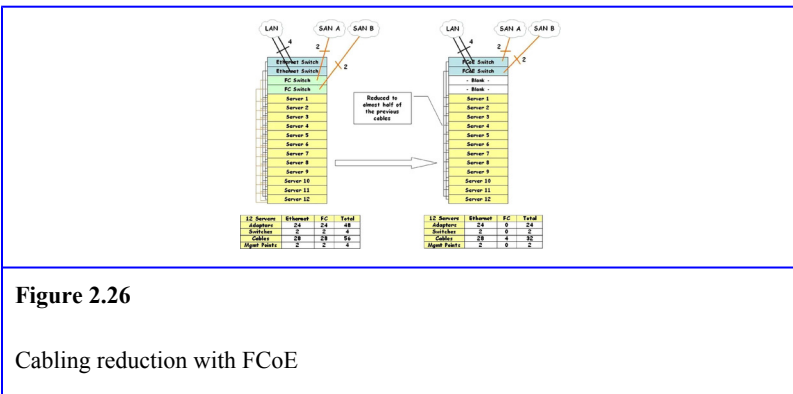 LAN SAN A SAN B
4
2
2
Ethernet Switch
Ethernet Switch
FC Switch
FC Switch
Server 1
Server 2
Server 3
Server 4
Server 5
Server 6
Server 7
Server 8
Server 9
Server 10
Server 11
Server 12
Reduced to
almost half of
the previous
cables
LAN SAN A SAN B
4
2
2
FCoE Switch
FCoE Switch
- Blank -
- Blank -
Server 1
Server 2
Server 3
Server 4
Server 5
Server 6
Server 7
Server 8
Server 9
Server 10
Server 11
Server 12
12 Servers Ethernet FC Total
Adapters 24 24 48
Switches 2 2 4
Cables 28 28 56
Mgmt Points 2 2 4
12 Servers Ethernet FC Total
Adapters 24 0 24
Switches 2 0 2
Cables 28 4 32
Mgmt Points 2 0 2
Figure 2.26
Cabling reduction with FCoE